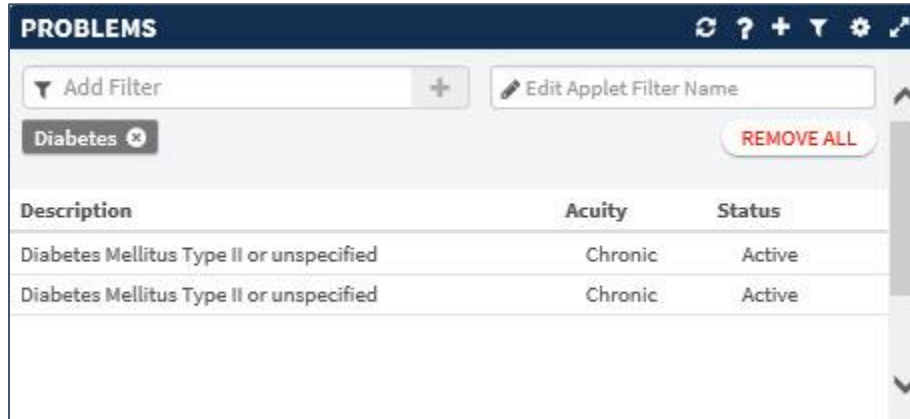 PROBLEMS ? +
Add Filter + Edit Applet Filter Name
Diabetes REMOVE ALL
Description Acuity Status
Diabetes Mellitus Type II or unspecified Chronic Active
Diabetes Mellitus Type II or unspecified Chronic Active